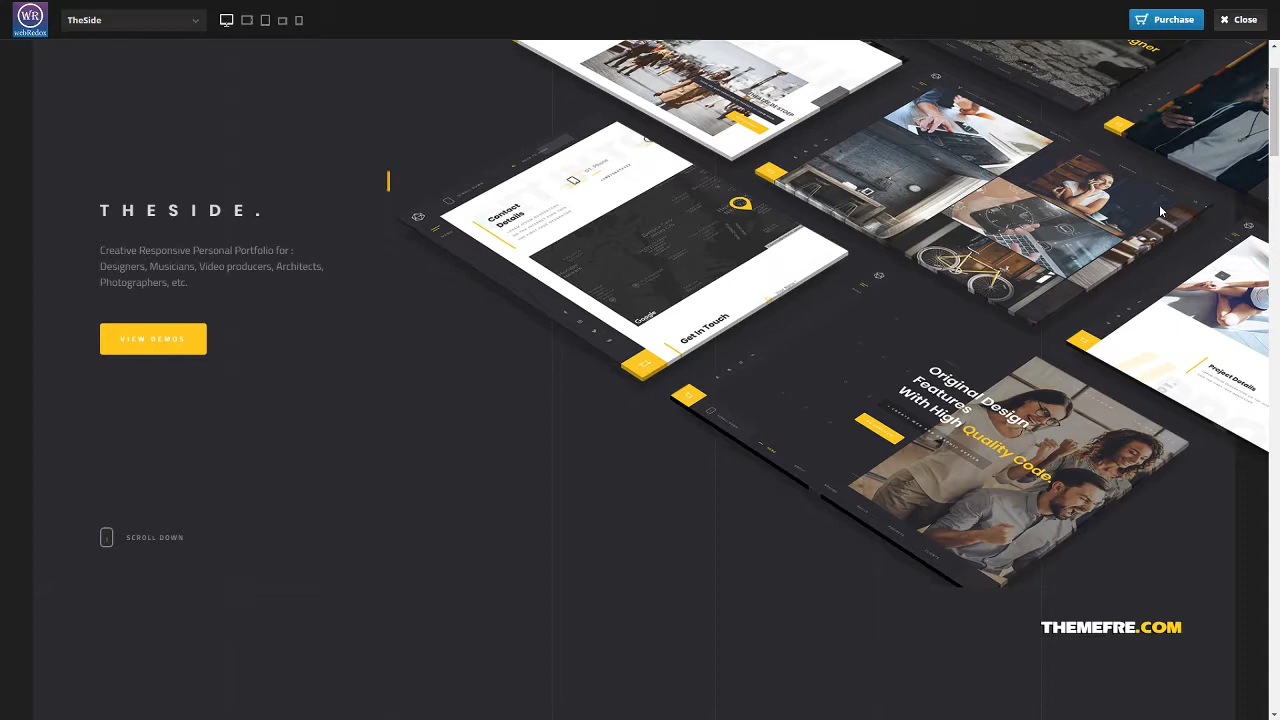 WR
webRedox
TheSide
Purchase
Close
THESIDE.
Creative Responsive Personal Portfolio for :
Designers, Musicians, Video producers, Architects,
Photographers, etc.
VIEW DEMOS
SCROLL DOWN
Contact
Details
Google
Get in Touch
Original Design
Features
With High Quality Code.
Project Details
THEMEFRE.COM